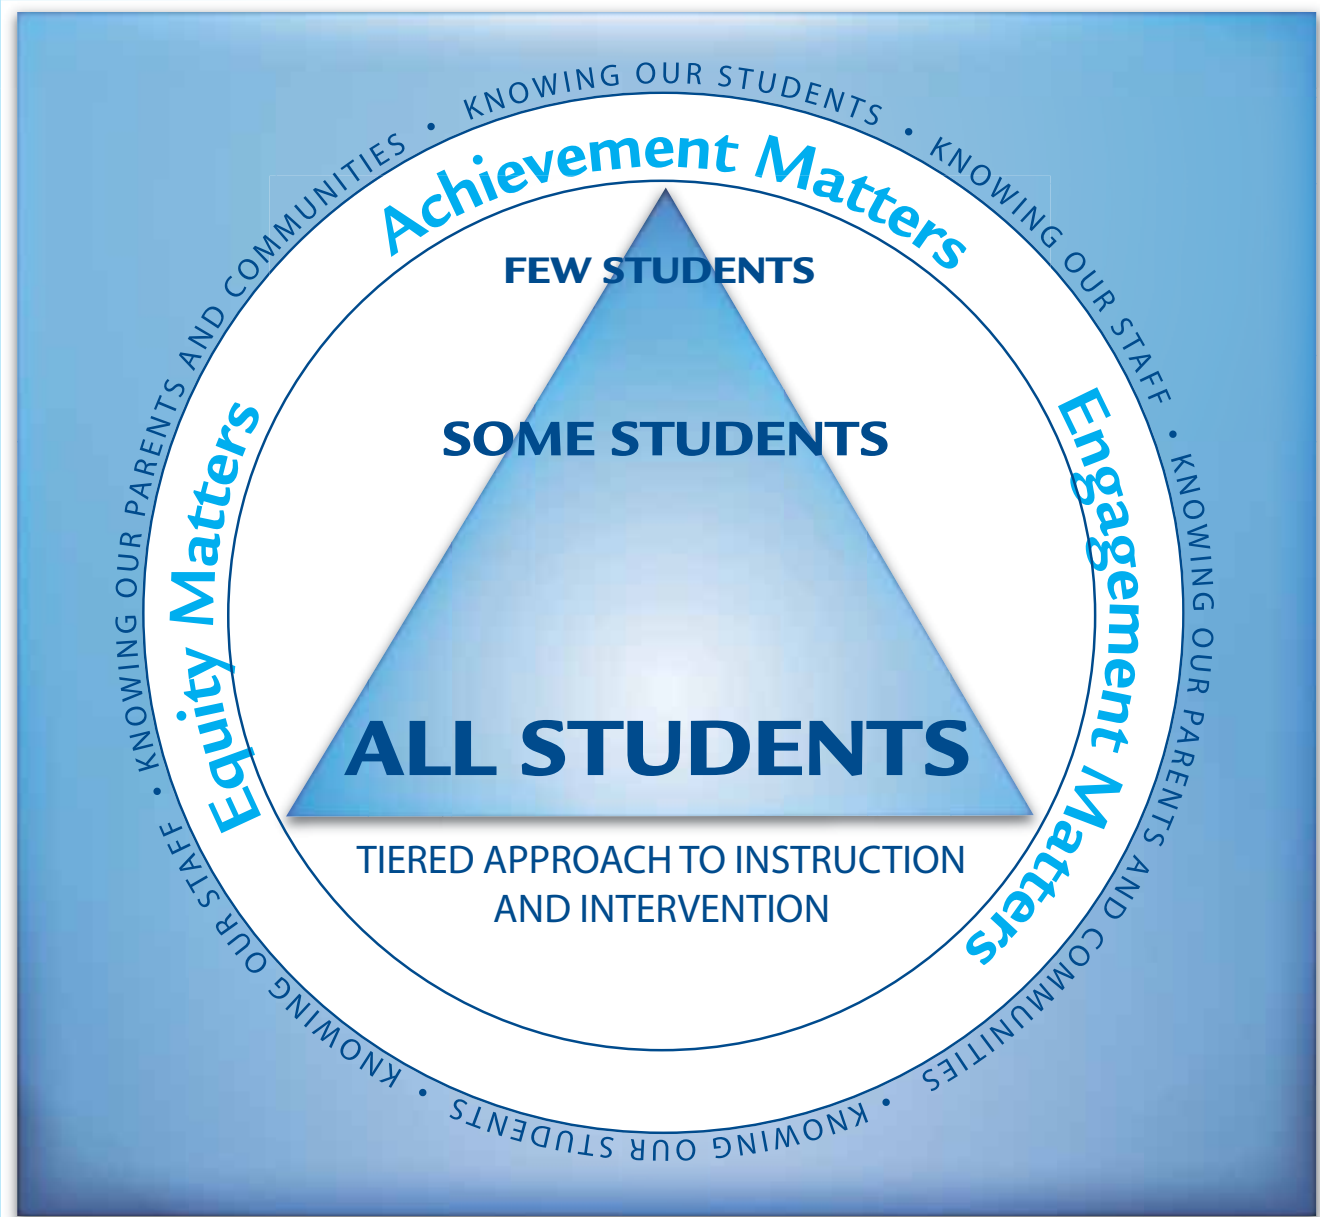 KNOWING OUR STUDENTS • KNOWING OUR STAFF • KNOWING OUR PARENTS AND COMMUNITIES • KNOWING OUR STUDENTS • KNOWING OUR STAFF • KNOWING OUR PARENTS AND COMMUNITIES •
Achievement Matters
Engagement Matters
Equity Matters
FEW STUDENTS
SOME STUDENTS
ALL STUDENTS
TIERED APPROACH TO INSTRUCTION
AND INTERVENTION